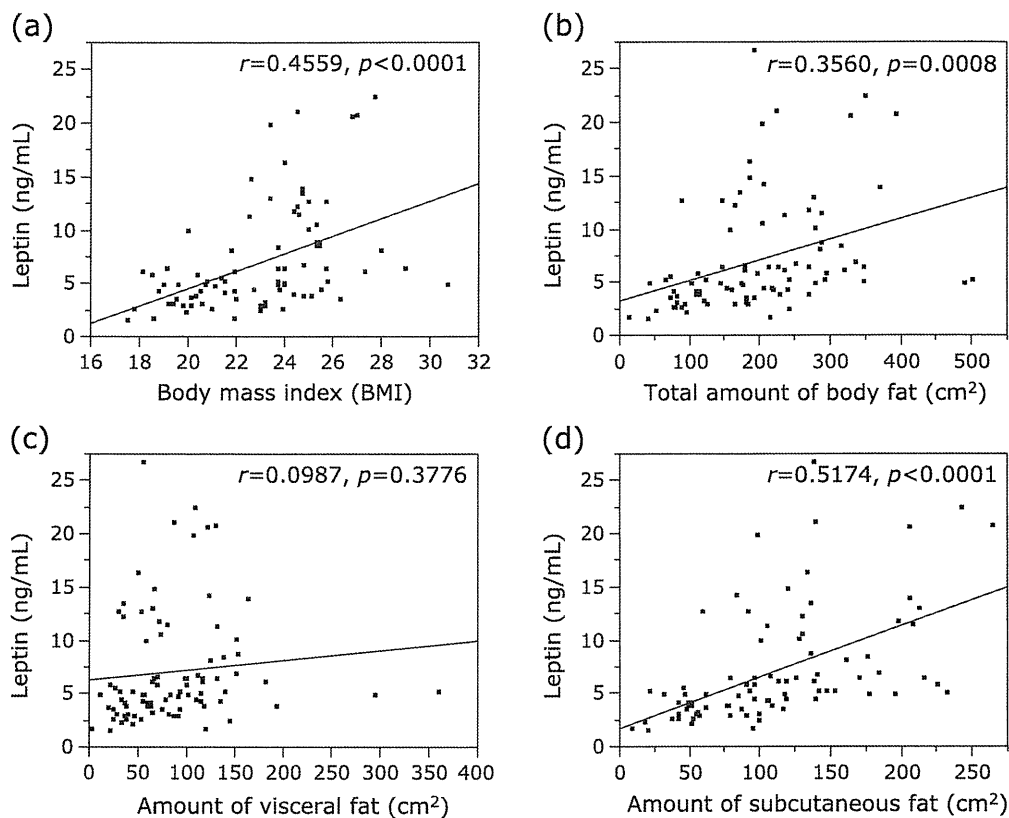 (a)
r=0.4559, p<0.0001
25
20
15
10
5
0
Leptin (ng/mL)
16 18 20 22 24 26 28 30 32
Body mass index (BMI)
(b)
r=0.3560, p=0.0008
25
20
15
10
5
0
Leptin (ng/mL)
0 100 200 300 400 500
Total amount of body fat (cm²)
(c)
r=0.0987, p=0.3776
25
20
15
10
5
0
Leptin (ng/mL)
0 50 100 150 200 250 300 350 400
Amount of visceral fat (cm²)
(d)
r=0.5174, p<0.0001
25
20
15
10
5
0
Leptin (ng/mL)
0 50 100 150 200 250
Amount of subcutaneous fat (cm²)